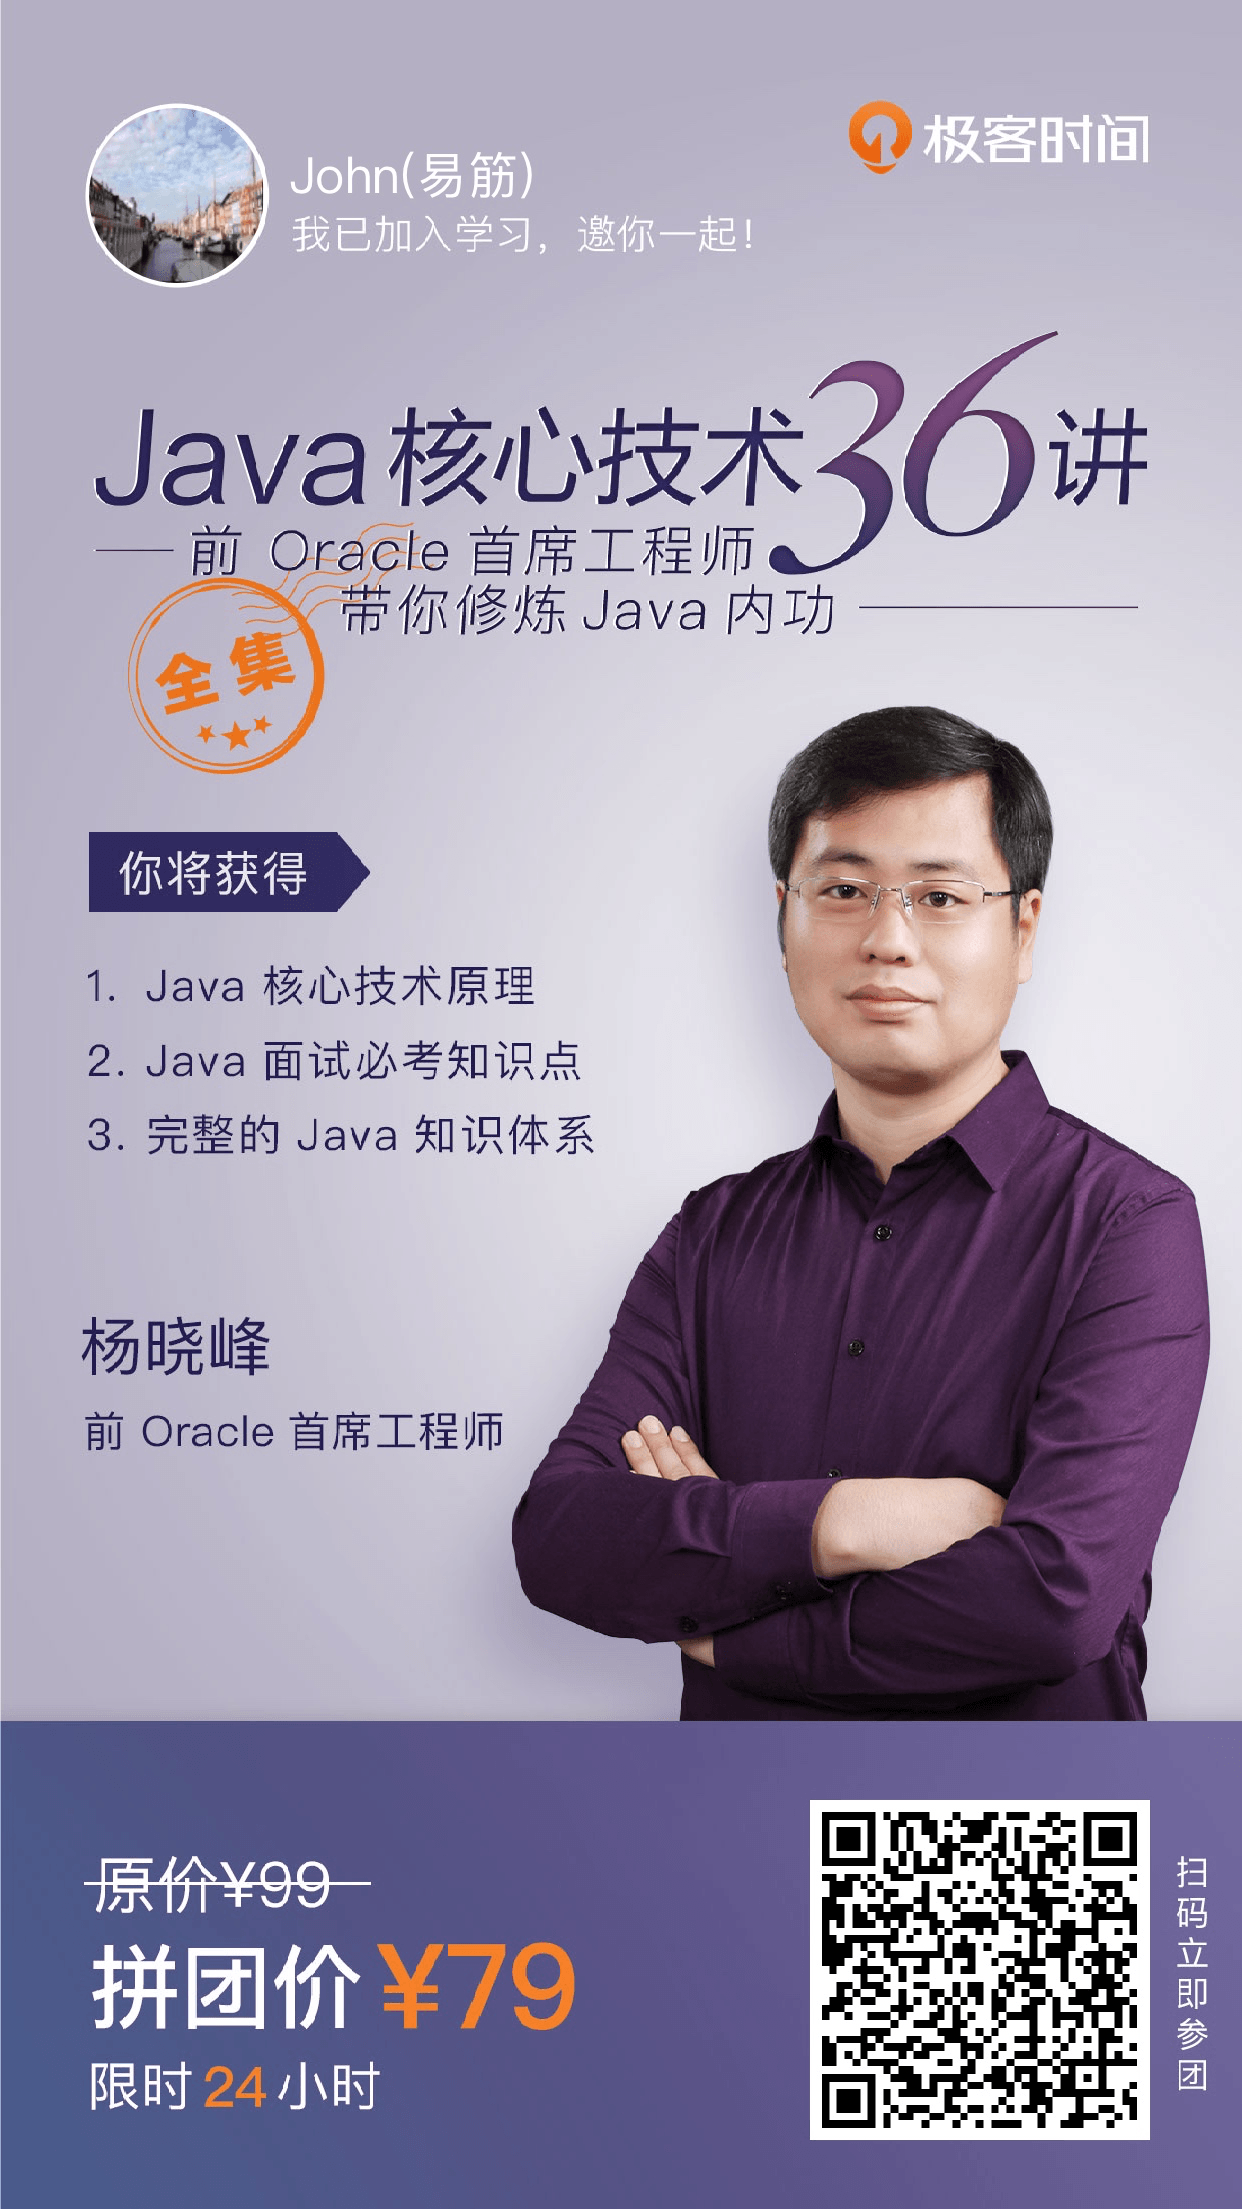 极客时间
John(易筋)
我已加入学习，邀你一起！
Java 核心技术36讲
前 Oracle 首席工程师
带你修炼 Java 内功
全集
你将获得
1. Java 核心技术原理
2. Java 面试必考知识点
3. 完整的 Java 知识体系
杨晓峰
前 Oracle 首席工程师
原价¥99
拼团价¥79
限时 24 小时
扫码立即参团